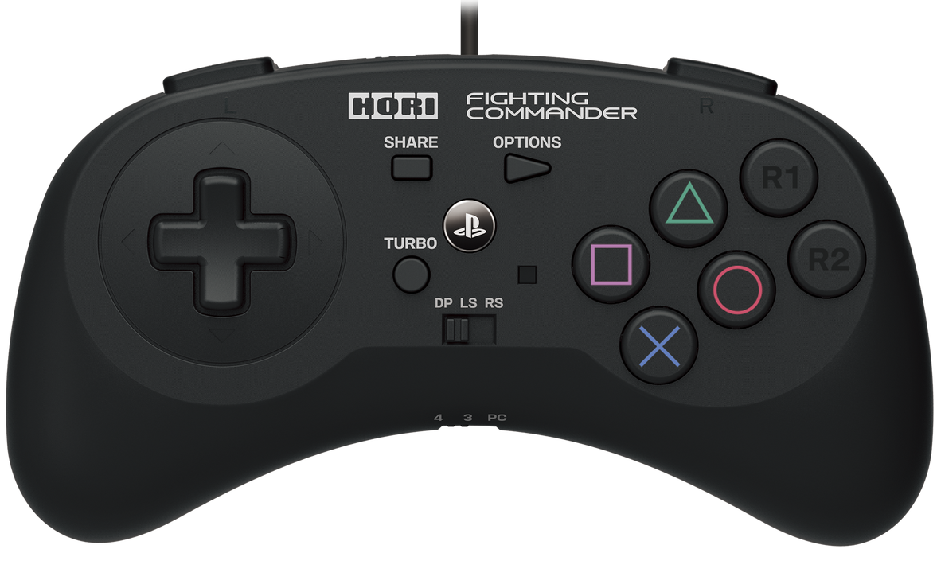 L
HORI
FIGHTING
COMMANDER
R
SHARE
OPTIONS
R1
TURBO
R2
DP LS RS
4 3 PC